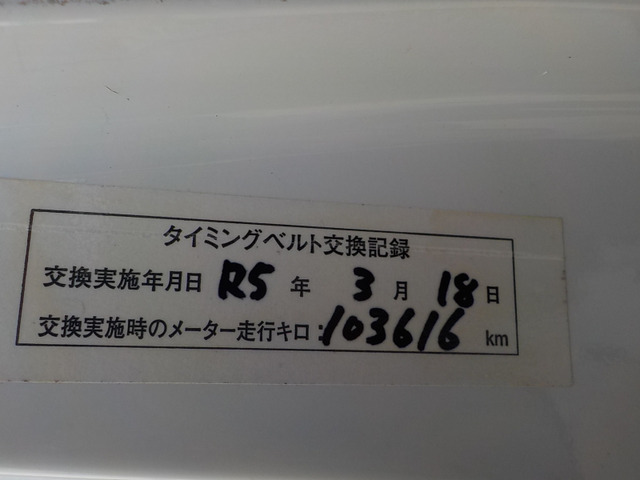 タイミングベルト交換記録
交換実施年月日 R5 年 3 月 18 日
交換実施時のメーター走行キロ:103616 km